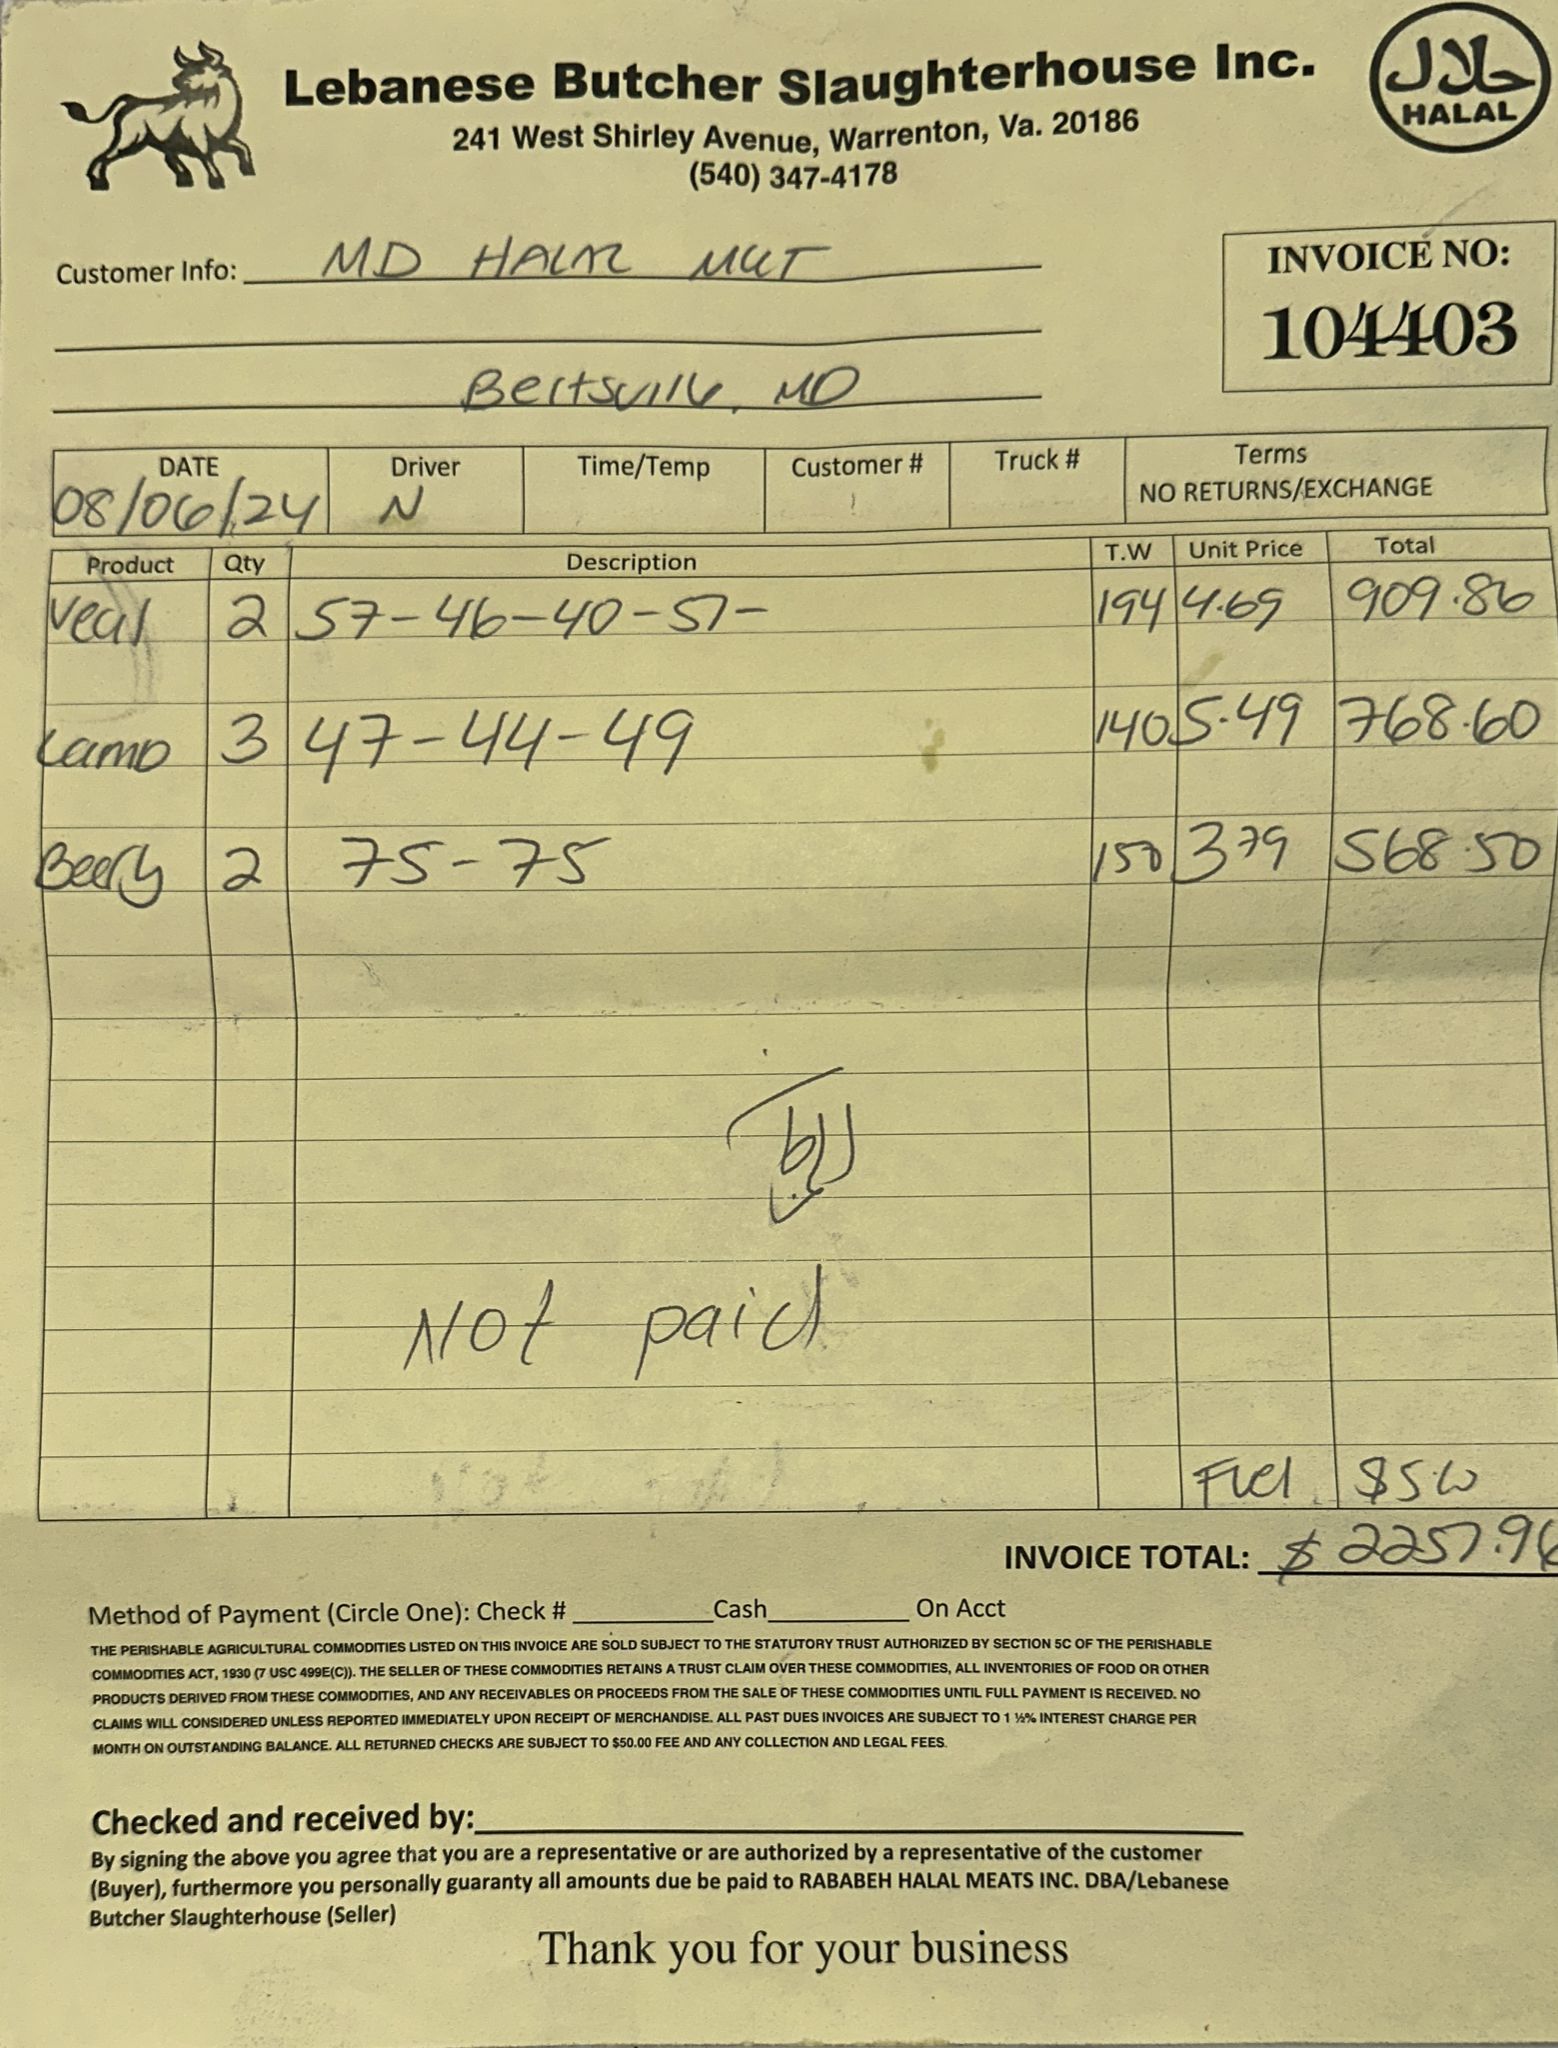 Lebanese Butcher Slaughterhouse Inc.
241 West Shirley Avenue, Warrenton, Va. 20186
(540) 347-4178
حلال
HALAL
Customer Info: MD HALAL MKT
Beltsville, MD
INVOICE NO:
104403
DATE Driver Time/Temp Customer # Truck # Terms
08/06/24 N NO RETURNS/EXCHANGE
Product Qty Description T.W Unit Price Total
Veal 2 57-46-40-51- 194 4.69 909.86
Lamb 3 47-44-49 140 5.49 768.60
2 75-75 150 3.79 568.50
Not paid
Fuel $5.00
INVOICE TOTAL: $2251.96
Method of Payment (Circle One): Check # Cash On Acct
THE PERISHABLE AGRICULTURAL COMMODITIES LISTED ON THIS INVOICE ARE SOLD SUBJECT TO THE STATUTORY TRUST AUTHORIZED BY SECTION 5C OF THE PERISHABLE
COMMODITIES ACT, 1930 (7 USC 499E(C)). THE SELLER OF THESE COMMODITIES RETAINS A TRUST CLAIM OVER THESE COMMODITIES, ALL INVENTORIES OF FOOD OR OTHER
PRODUCTS DERIVED FROM THESE COMMODITIES, AND ANY RECEIVABLES OR PROCEEDS FROM THE SALE OF THESE COMMODITIES UNTIL FULL PAYMENT IS RECEIVED. NO
CLAIMS WILL CONSIDERED UNLESS REPORTED IMMEDIATELY UPON RECEIPT OF MERCHANDISE. ALL PAST DUES INVOICES ARE SUBJECT TO 1 ½% INTEREST CHARGE PER
MONTH ON OUTSTANDING BALANCE. ALL RETURNED CHECKS ARE SUBJECT TO $50.00 FEE AND ANY COLLECTION AND LEGAL FEES.
Checked and received by:
By signing the above you agree that you are a representative or are authorized by a representative of the customer
(Buyer), furthermore you personally guaranty all amounts due be paid to RABABEH HALAL MEATS INC. DBA/Lebanese
Butcher Slaughterhouse (Seller)
Thank you for your business